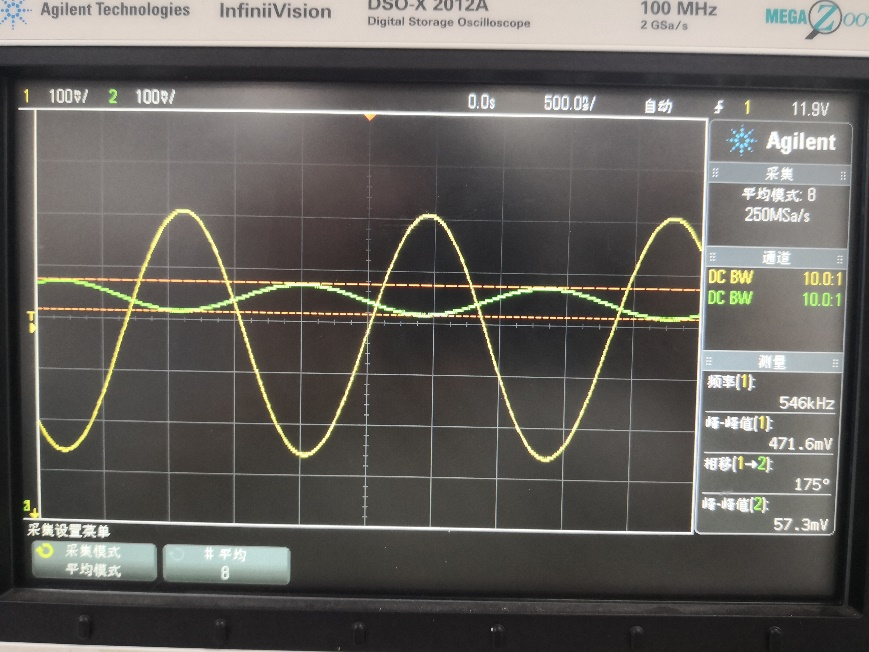 Agilent Technologies InfiniiVision DSO-X 2012A
Digital Storage Oscilloscope
100 MHz
2 GSa/s
MEGA Zoo
1 100▽/ 2 100▽/ 0.0s 500.0▽/ 自动 1 11.9V
Agilent
采集
平均模式: 8
250MSa/s
通道
DC BW 10.0:1
DC BW 10.0:1
测量
频率(1):
546kHz
峰-峰值(1):
471.6mV
相移(1→2):
175°
峰-峰值(2):
57.3mV
T
采集设置菜单
采集模式
平均模式
# 平均
8